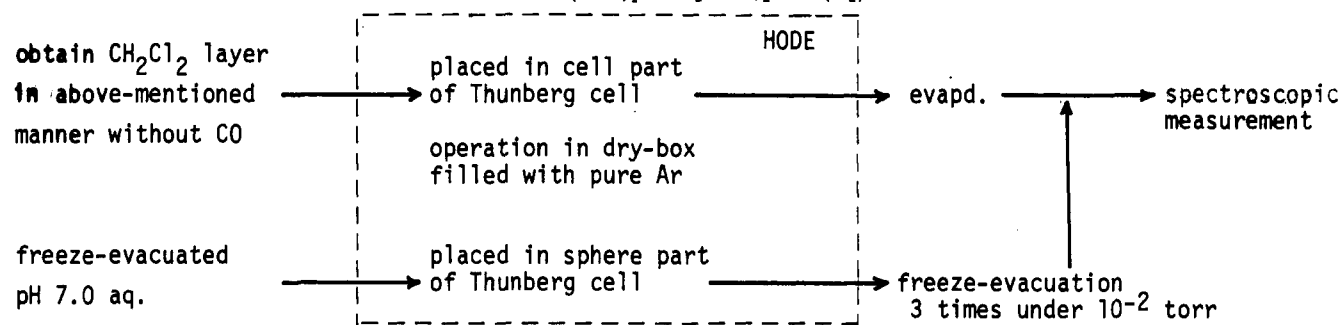 HODE
obtain CH2Cl2 layer
in above-mentioned
manner without CO
placed in cell part
of Thunberg cell
evapd.
spectroscopic
measurement
operation in dry-box
filled with pure Ar
freeze-evacuated
pH 7.0 aq.
placed in sphere part
of Thunberg cell
freeze-evacuation
3 times under 10-2 torr